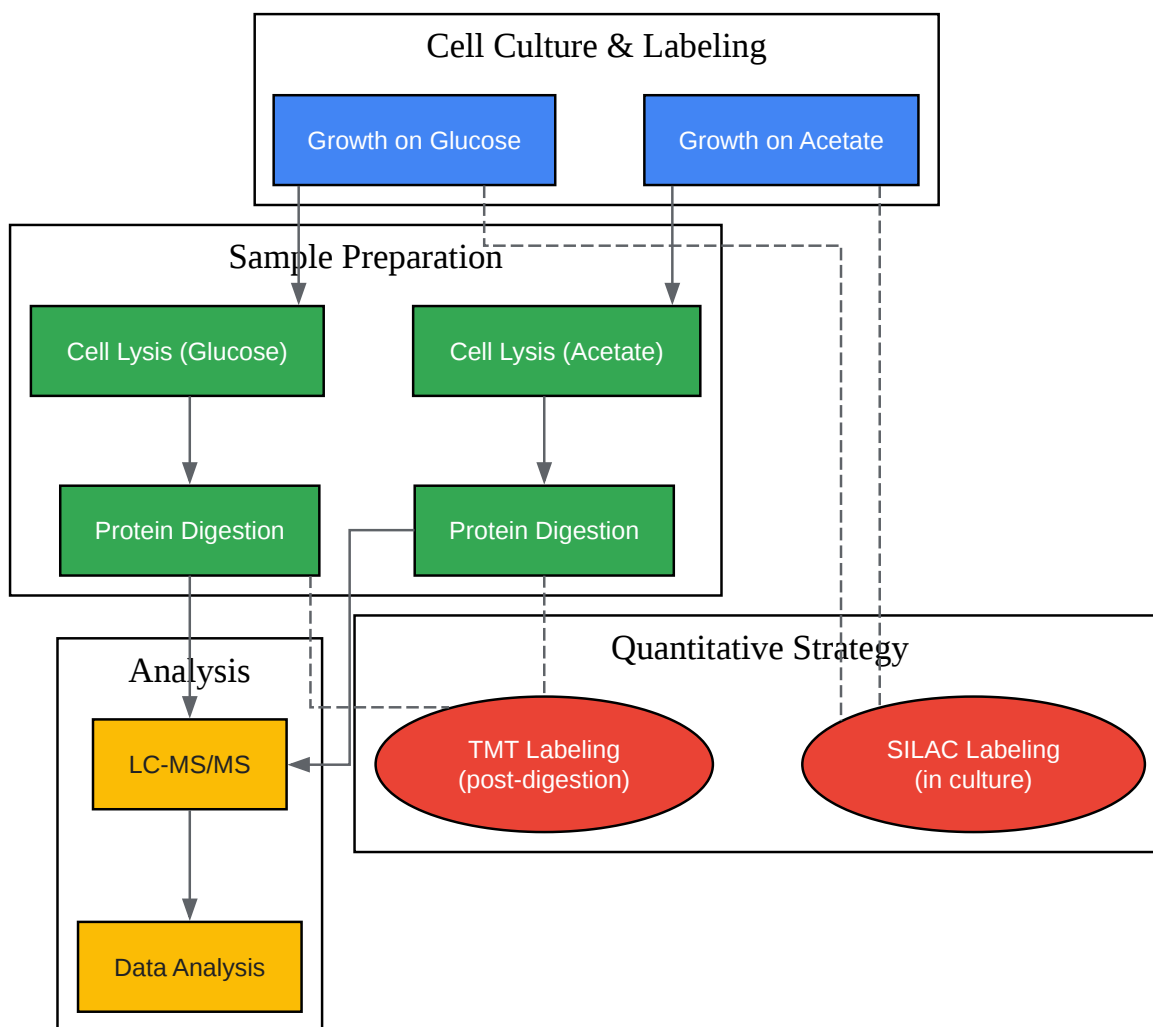 Cell Culture & Labeling
Growth on Glucose
Growth on Acetate
Sample Preparation
Cell Lysis (Glucose)
Cell Lysis (Acetate)
Protein Digestion
Protein Digestion
Analysis
Quantitative Strategy
LC-MS/MS
TMT Labeling
(post-digestion)
SILAC Labeling
(in culture)
Data Analysis